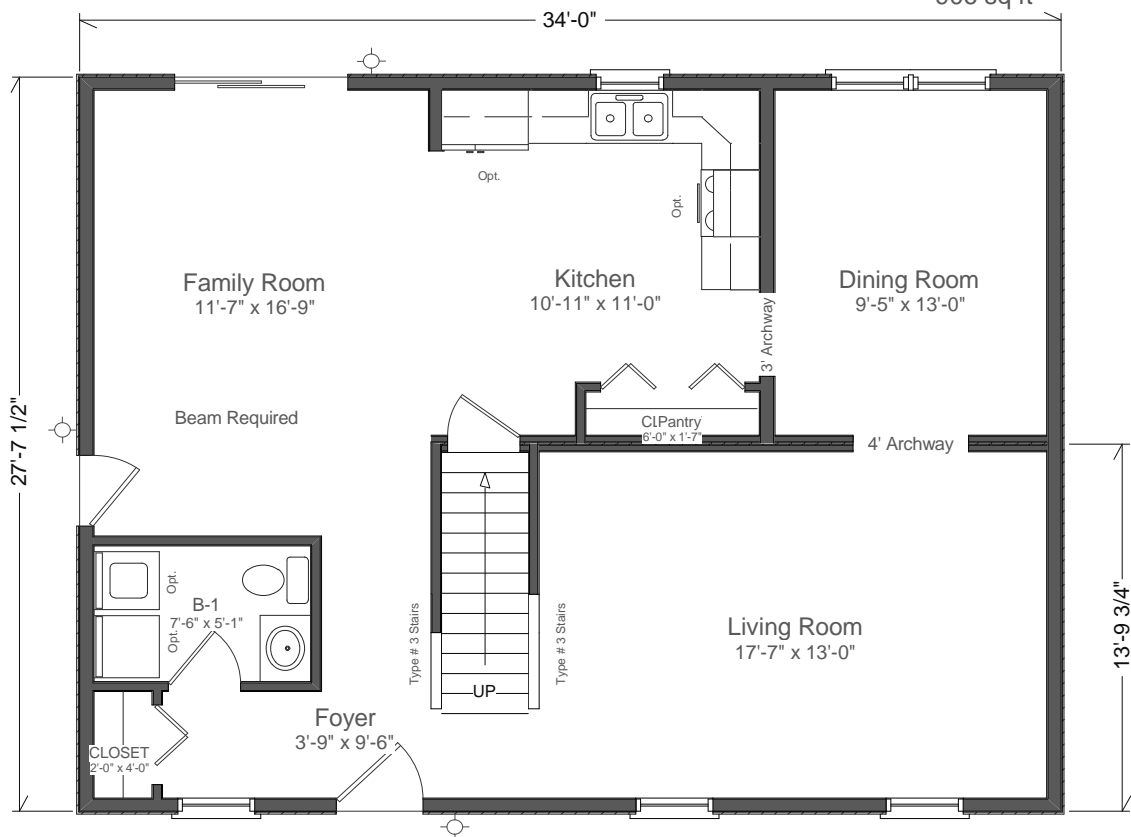 34'-0"
Opt.
Opt.
Family Room
11'-7" x 16'-9"
Kitchen
10'-11" x 11'-0"
Dining Room
9'-5" x 13'-0"
3' Archway
27'-7 1/2"
Beam Required
Cl.Pantry
6'-0" x 1'-7"
4' Archway
Opt.
B-1
7'-6" x 5'-1"
Opt.
Type # 3 Stairs
Type # 3 Stairs
Living Room
17'-7" x 13'-0"
13'-9 3/4"
UP
Foyer
3'-9" x 9'-6"
CLOSET
2'-0" x 4'-0"